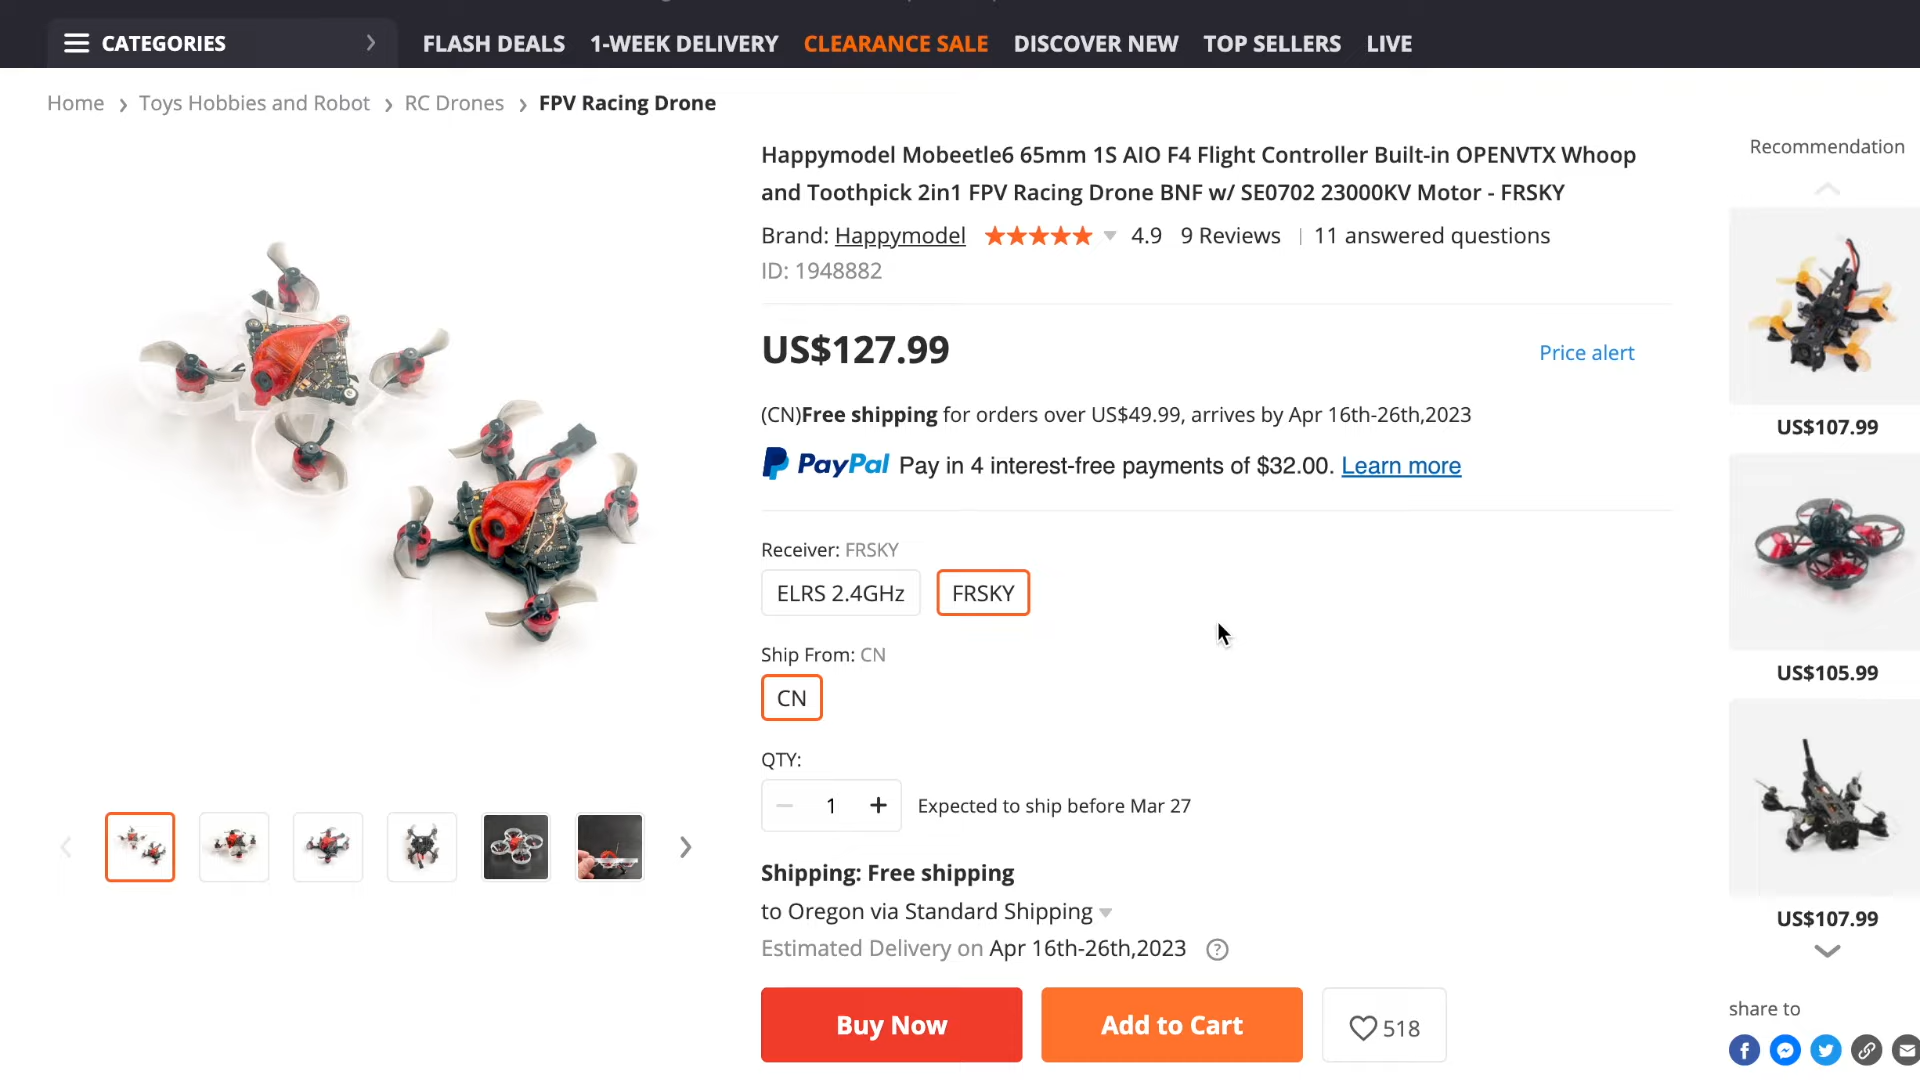 CATEGORIES
FLASH DEALS 1-WEEK DELIVERY CLEARANCE SALE DISCOVER NEW TOP SELLERS LIVE
Home > Toys Hobbies and Robot > RC Drones > FPV Racing Drone
Happymodel Mobeetle6 65mm 1S AIO F4 Flight Controller Built-in OPENVTX Whoop
and Toothpick 2in1 FPV Racing Drone BNF w/ SE0702 23000KV Motor - FRSKY
Brand: Happymodel 4.9 9 Reviews | 11 answered questions
ID: 1948882
US$127.99
Price alert
(CN)Free shipping for orders over US$49.99, arrives by Apr 16th-26th,2023
PayPal Pay in 4 interest-free payments of $32.00. Learn more
Receiver: FRSKY
ELRS 2.4GHz FRSKY
Ship From: CN
CN
QTY:
1 + Expected to ship before Mar 27
Shipping: Free shipping
to Oregon via Standard Shipping
Estimated Delivery on Apr 16th-26th,2023 ?
Buy Now Add to Cart 518
Recommendation
US$107.99
US$105.99
US$107.99
share to